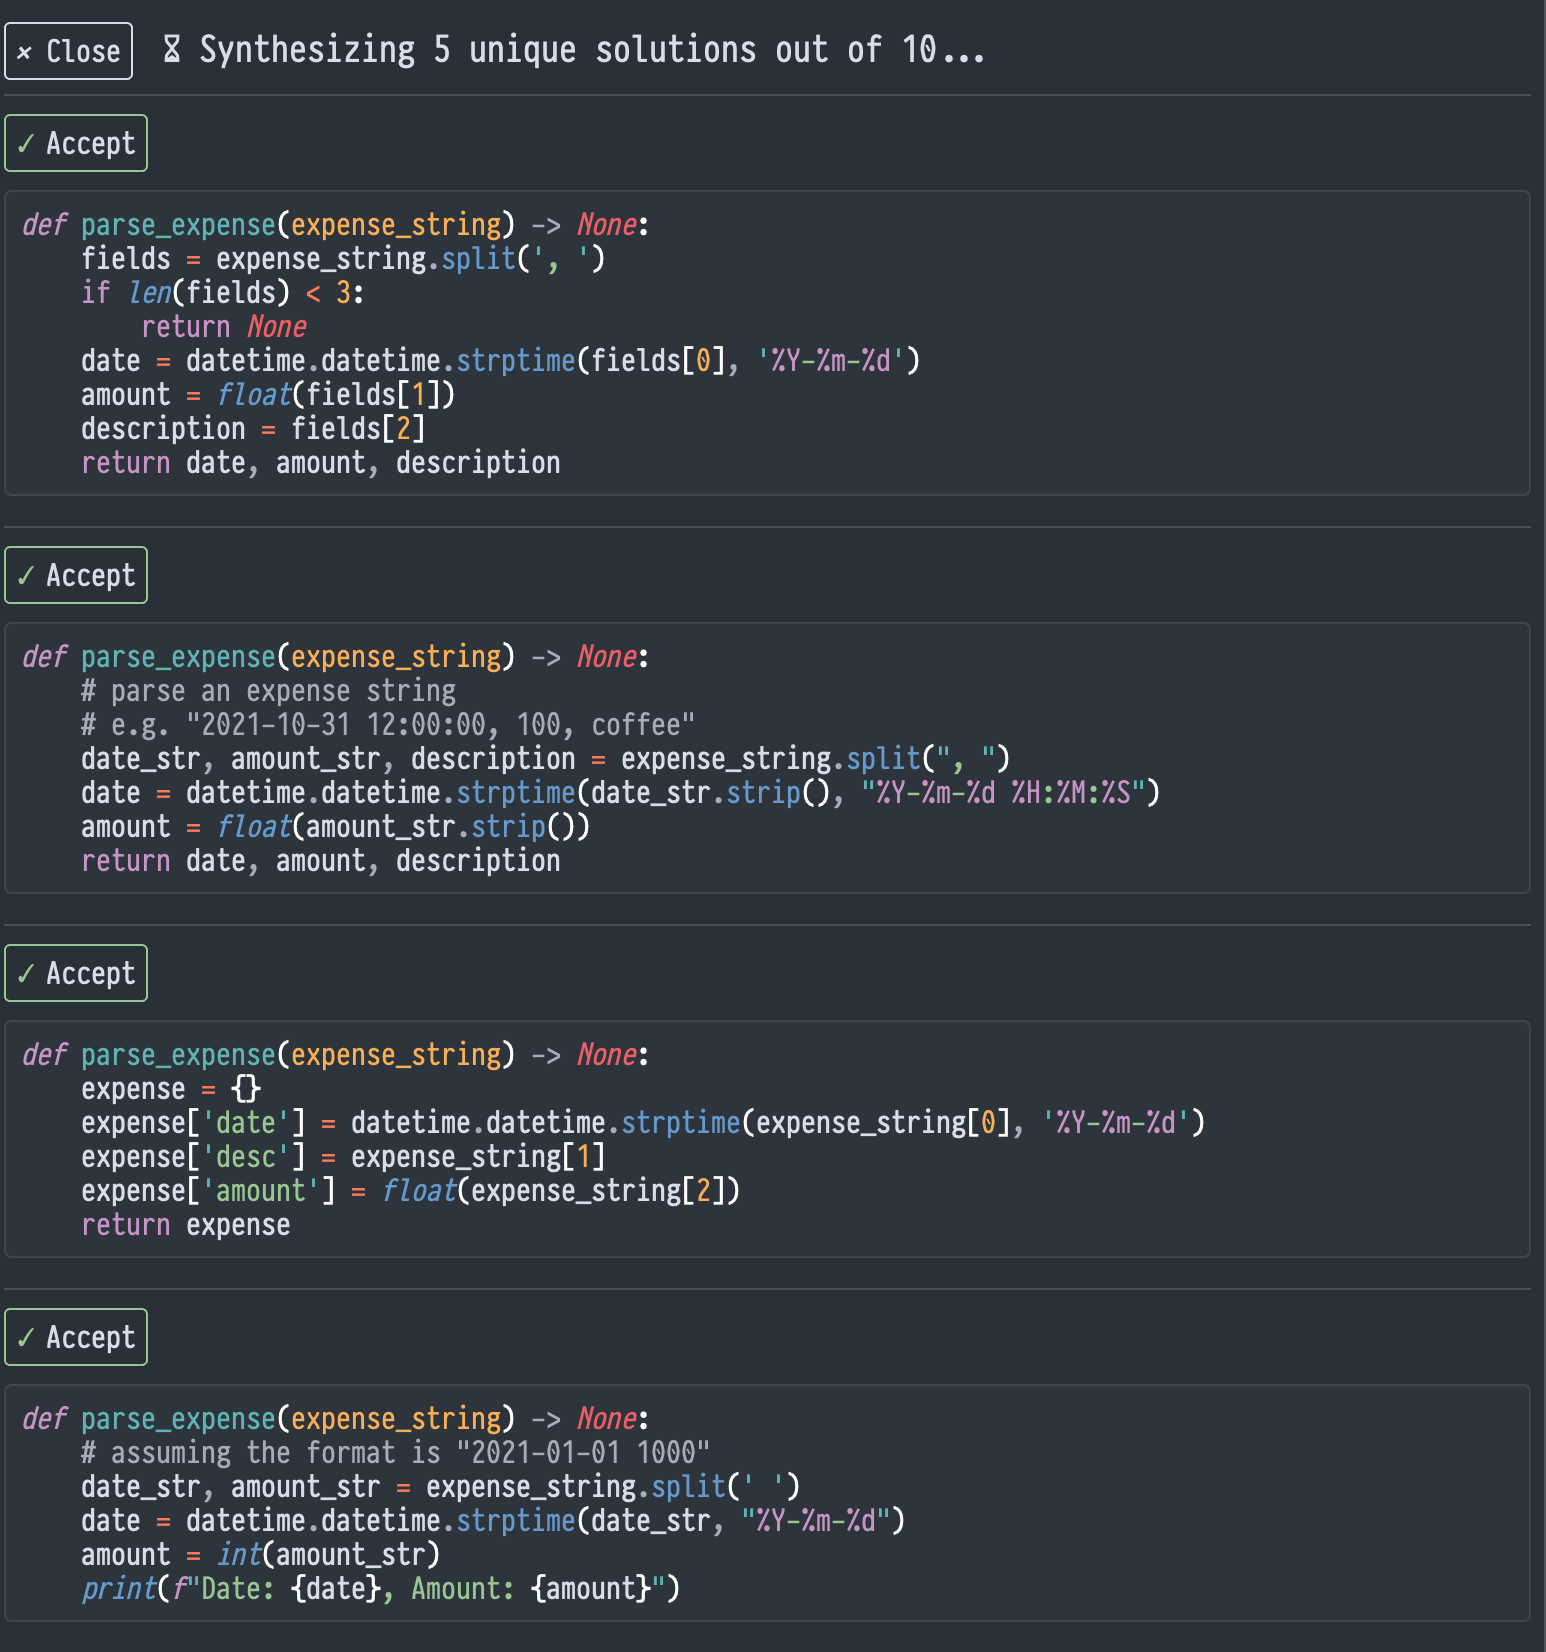 × Close ⧖ Synthesizing 5 unique solutions out of 10...
✓ Accept
def parse_expense(expense_string) -> None:
    fields = expense_string.split(', ')
    if len(fields) < 3:
        return None
    date = datetime.datetime.strptime(fields[0], '%Y-%m-%d')
    amount = float(fields[1])
    description = fields[2]
    return date, amount, description
✓ Accept
def parse_expense(expense_string) -> None:
    # parse an expense string
    # e.g. "2021-10-31 12:00:00, 100, coffee"
    date_str, amount_str, description = expense_string.split(", ")
    date = datetime.datetime.strptime(date_str.strip(), "%Y-%m-%d %H:%M:%S")
    amount = float(amount_str.strip())
    return date, amount, description
✓ Accept
def parse_expense(expense_string) -> None:
    expense = {}
    expense['date'] = datetime.datetime.strptime(expense_string[0], '%Y-%m-%d')
    expense['desc'] = expense_string[1]
    expense['amount'] = float(expense_string[2])
    return expense
✓ Accept
def parse_expense(expense_string) -> None:
    # assuming the format is "2021-01-01 1000"
    date_str, amount_str = expense_string.split(' ')
    date = datetime.datetime.strptime(date_str, "%Y-%m-%d")
    amount = int(amount_str)
    print(f"Date: {date}, Amount: {amount}")